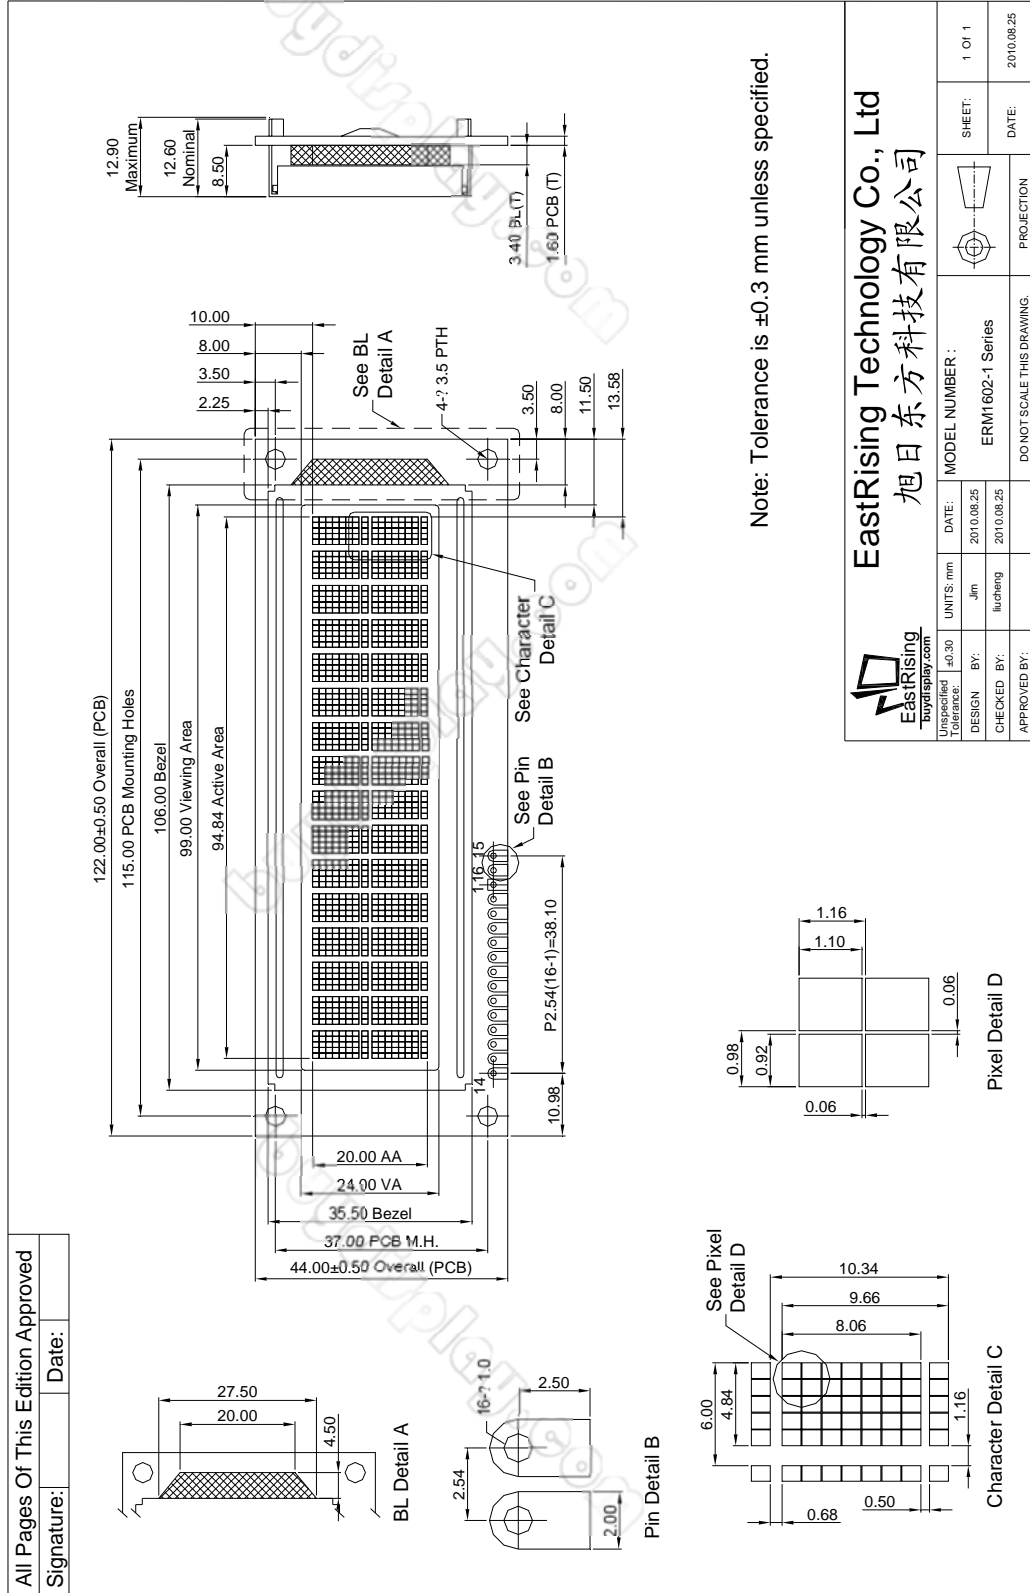 All Pages Of This Edition Approved
Signature:
Date:
12.90
Maximum
12.60
Nominal
8.50
3.40 BL(T)
1.60 PCB (T)
122.00±0.50 Overall (PCB)
115.00 PCB Mounting Holes
106.00 Bezel
99.00 Viewing Area
94.84 Active Area
10.00
8.00
3.50
2.25
See BL
Detail A
4-? 3.5 PTH
3.50
8.00
11.50
13.58
See Character
Detail C
See Pin
Detail B
14
1 16 15
P2.54(16-1)=38.10
10.98
20.00 AA
24.00 VA
35.50 Bezel
37.00 PCB M.H.
44.00±0.50 Overall (PCB)
27.50
20.00
4.50
BL Detail A
16-? 1.0
2.50
2.54
2.00
Pin Detail B
See Pixel
Detail D
10.34
9.66
8.06
6.00
4.84
1.16
0.68
0.50
Character Detail C
1.16
1.10
0.98
0.92
0.06
0.06
Pixel Detail D
Note: Tolerance is ±0.3 mm unless specified.
EastRising
buydisplay.com
EastRising Technology Co., Ltd
旭日东方科技有限公司
Unspecified
Tolerance:
±0.30
UNITS: mm
DATE:
MODEL NUMBER :
ERM1602-1 Series
DESIGN BY:
Jim
2010.08.25
CHECKED BY:
liucheng
2010.08.25
APPROVED BY:
DO NOT SCALE THIS DRAWING.
PROJECTION
SHEET:
1 Of 1
DATE:
2010.08.25
buydisplay.com
buydisplay.com
buydisplay.com